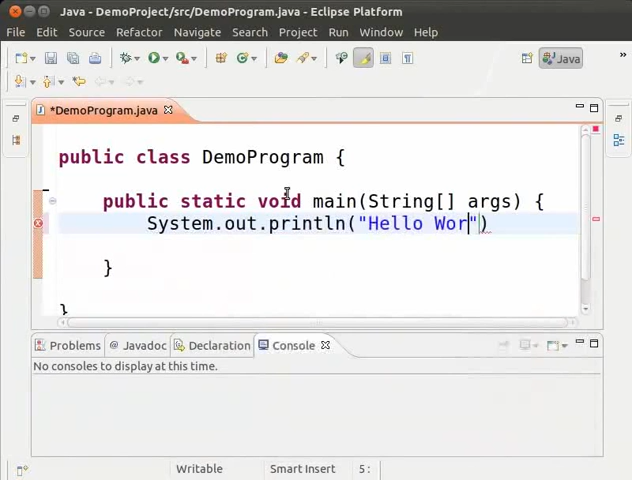 Java - DemoProject/src/DemoProgram.java - Eclipse Platform
File Edit Source Refactor Navigate Search Project Run Window Help
Java »
*DemoProgram.java
public class DemoProgram {
public static void main(String[] args) {
System.out.println("Hello Wor")
}
}
Problems @ Javadoc Declaration Console
No consoles to display at this time.
Writable Smart Insert 5 :